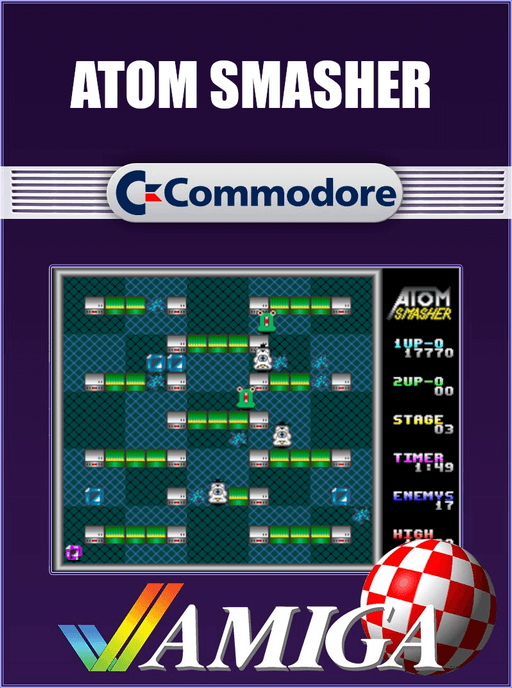 ATOM SMASHER
Commodore
ATOM
SMASHER
1UP-0
17770
2UP-0
00
STAGE
03
TIMER
1:49
ENEMYS
17
HIGH
AMIGA